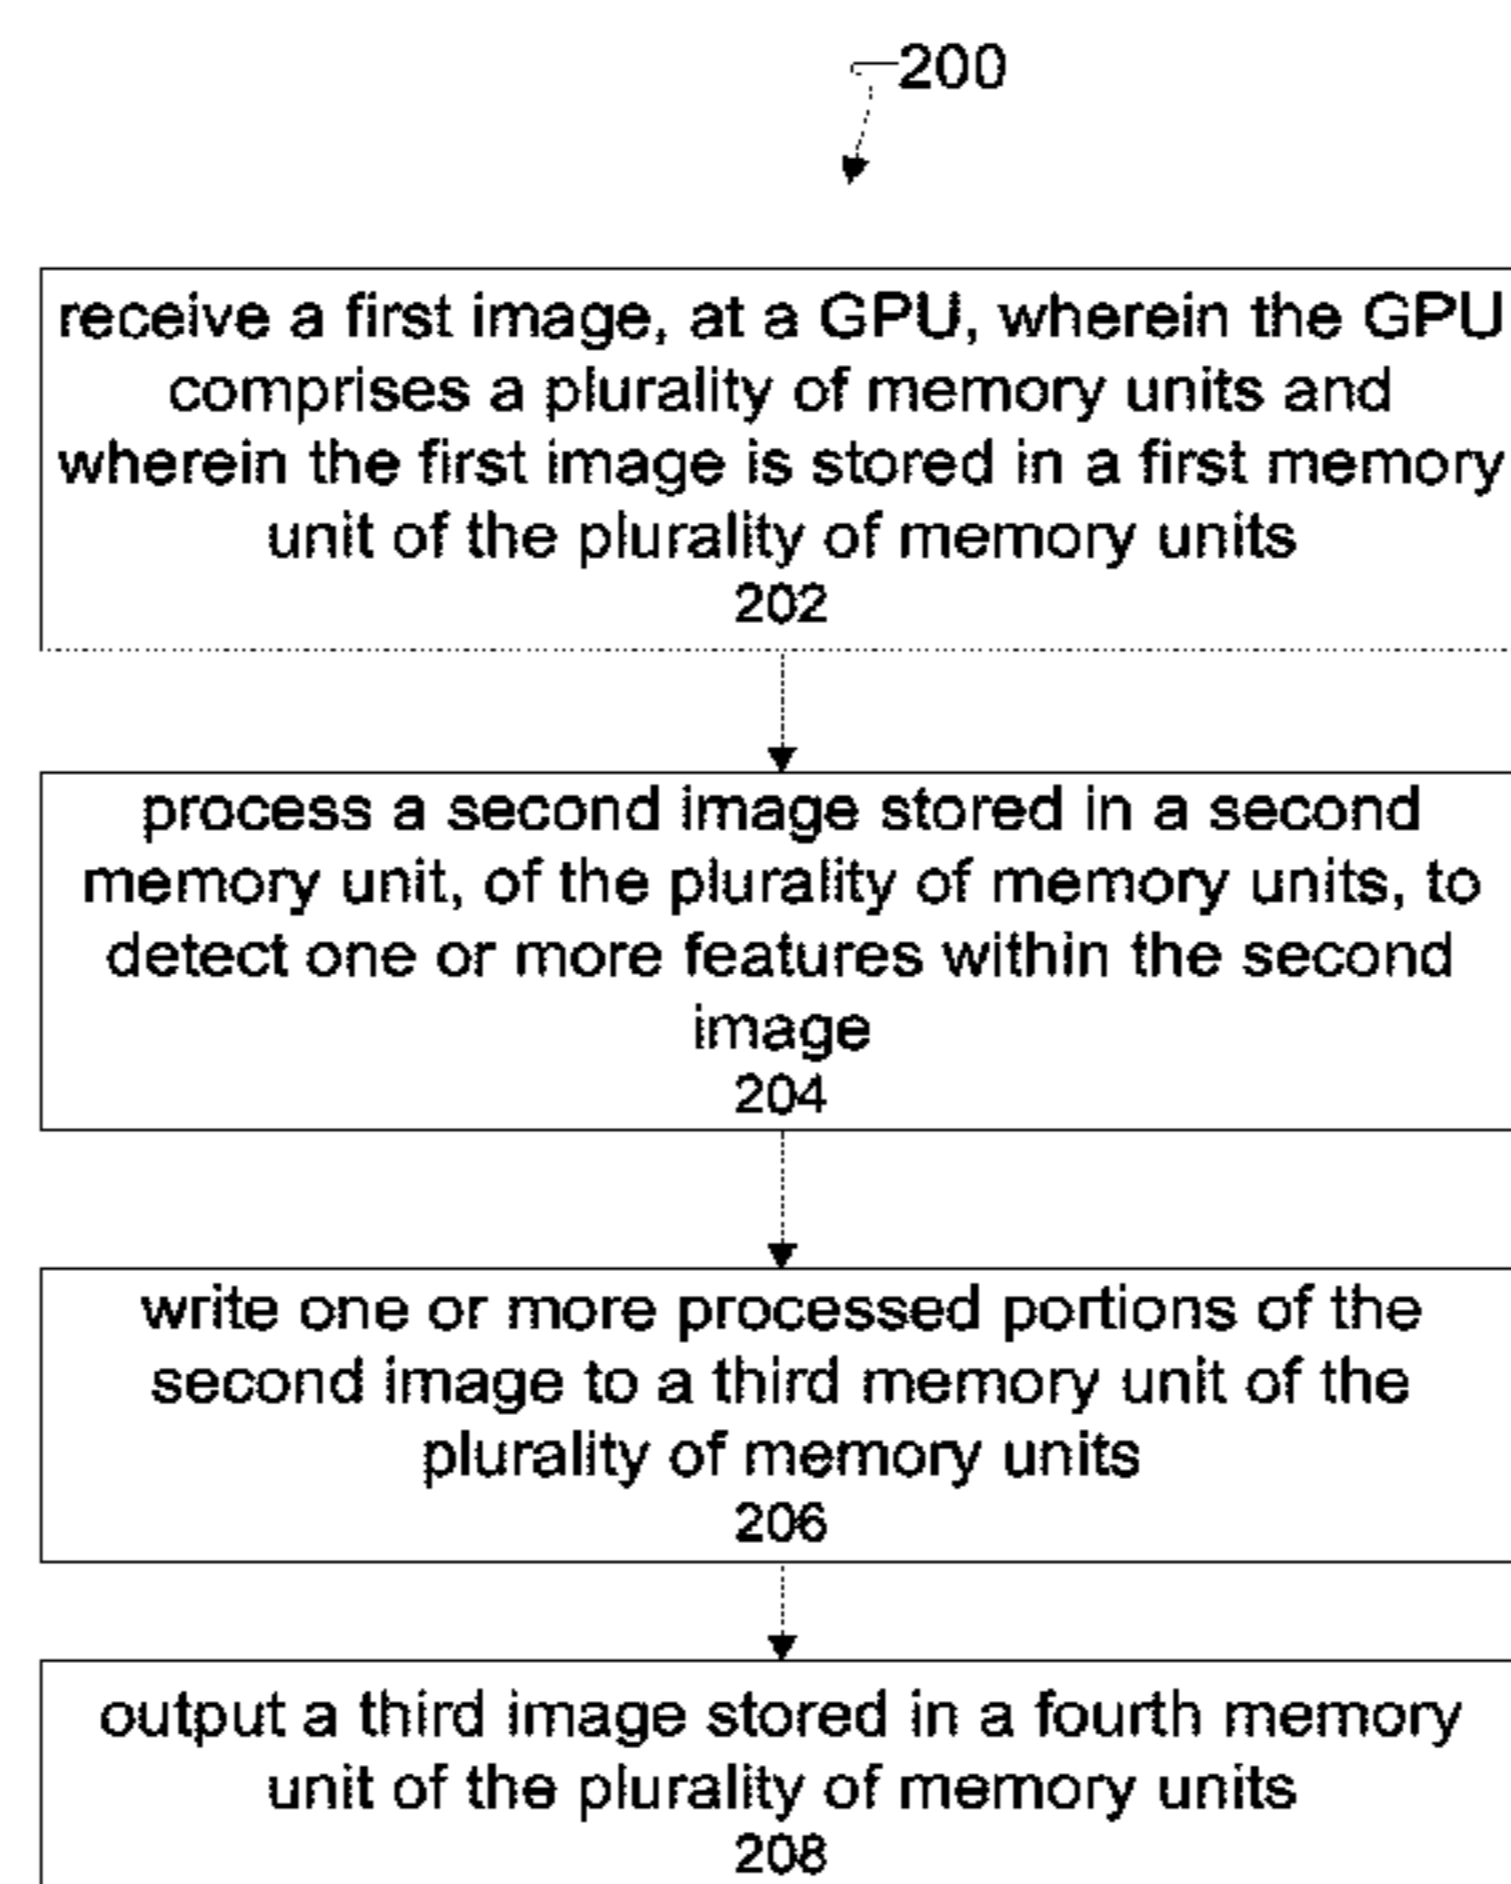 200
receive a first image, at a GPU, wherein the GPU
comprises a plurality of memory units and
wherein the first image is stored in a first memory
unit of the plurality of memory units
202
process a second image stored in a second
memory unit, of the plurality of memory units, to
detect one or more features within the second
image
204
write one or more processed portions of the
second image to a third memory unit of the
plurality of memory units
206
output a third image stored in a fourth memory
unit of the plurality of memory units
208